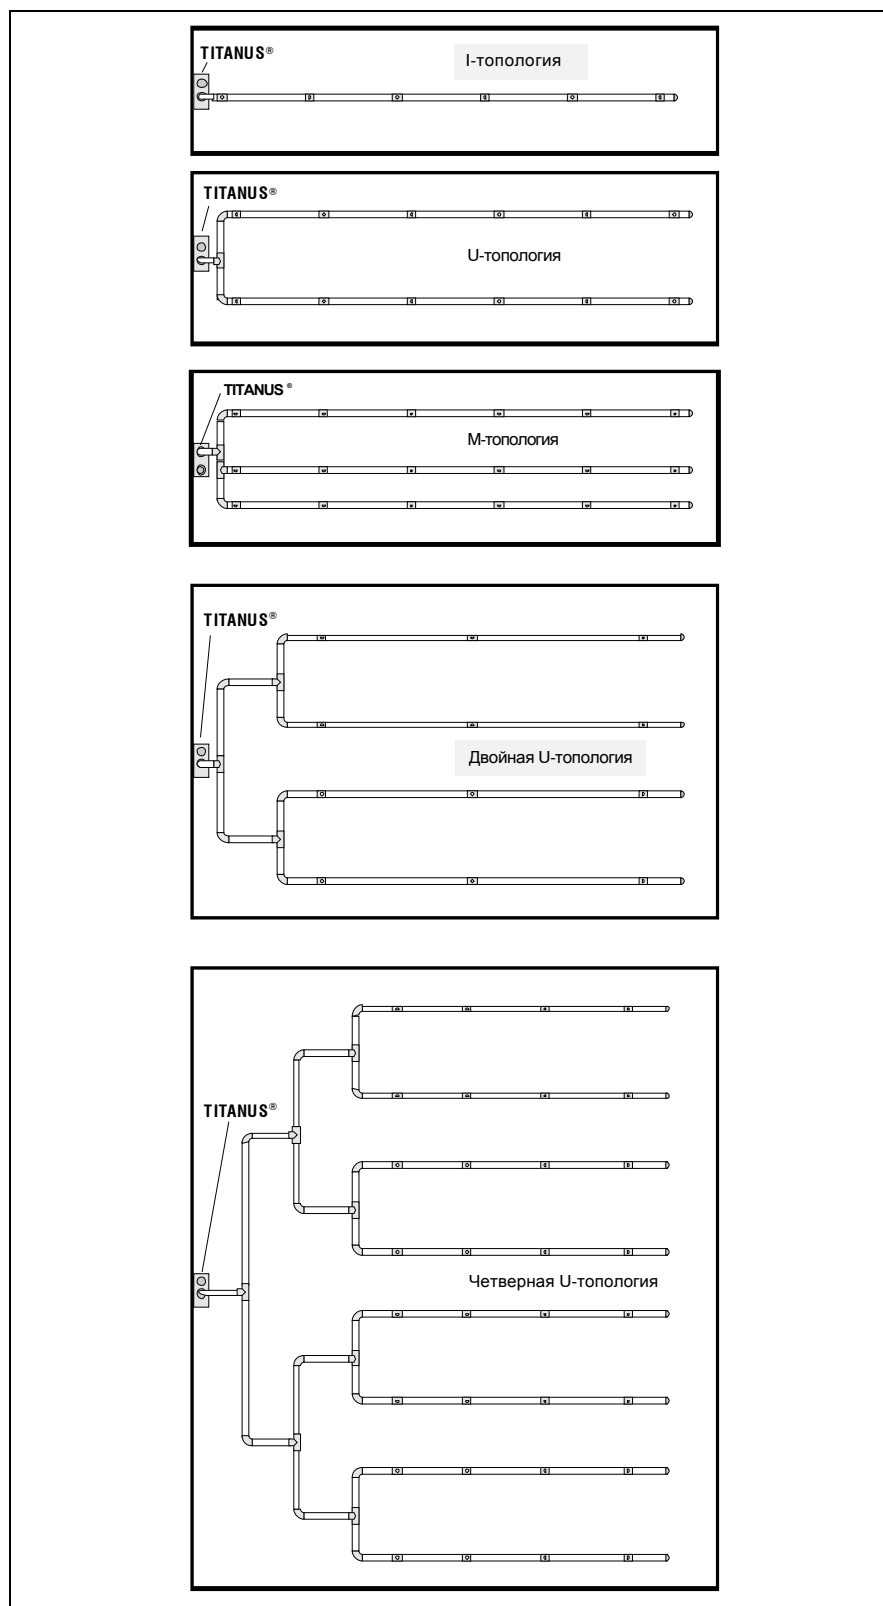 TITANUS®
I-топология
TITANUS®
U-топология
TITANUS ®
M-топология
TITANUS®
Двойная U-топология
TITANUS®
Четверная U-топология